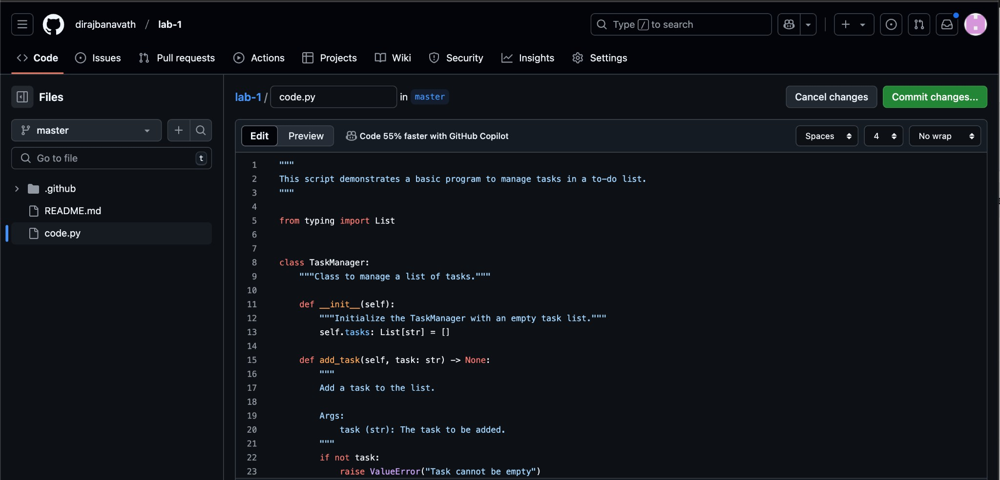 dirajbanavath / lab-1
Type / to search
Code
Issues
Pull requests
Actions
Projects
Wiki
Security
Insights
Settings
Files
master
Go to file
t
.github
README.md
code.py
lab-1 / code.py in master
Cancel changes
Commit changes...
Edit
Preview
Code 55% faster with GitHub Copilot
Spaces
4
No wrap
1 """
2 This script demonstrates a basic program to manage tasks in a to-do list.
3 """
4
5 from typing import List
6
7
8 class TaskManager:
9     """Class to manage a list of tasks."""
10
11     def __init__(self):
12         """Initialize the TaskManager with an empty task list."""
13         self.tasks: List[str] = []
14
15     def add_task(self, task: str) -> None:
16         """
17         Add a task to the list.
18
19         Args:
20             task (str): The task to be added.
21         """
22         if not task:
23             raise ValueError("Task cannot be empty")